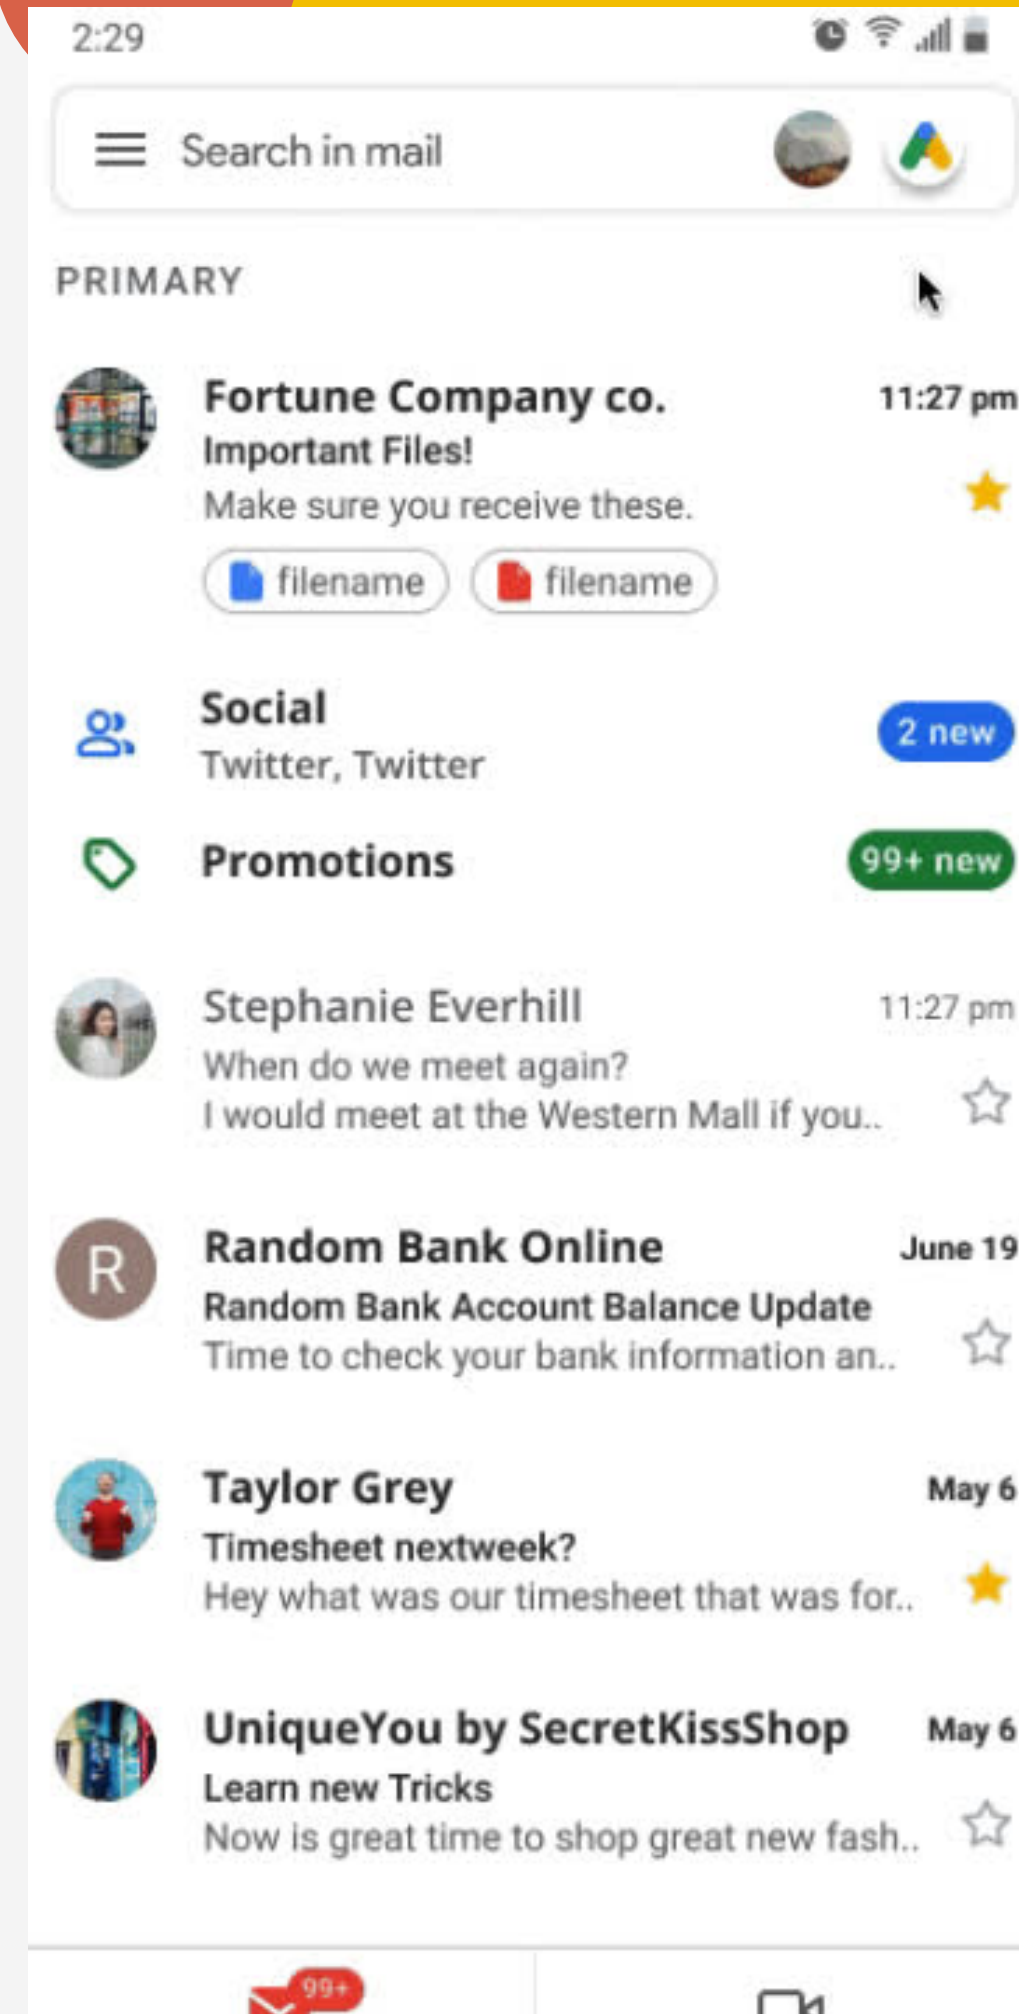 2:29
Search in mail
PRIMARY
Fortune Company co. 11:27 pm
Important Files!
Make sure you receive these.
filename filename
Social
2 new
Twitter, Twitter
Promotions 99+ new
Stephanie Everhill 11:27 pm
When do we meet again?
I would meet at the Western Mall if you..
R
Random Bank Online June 19
Random Bank Account Balance Update
Time to check your bank information an..
Taylor Grey May 6
Timesheet nextweek?
Hey what was our timesheet that was for..
UniqueYou by SecretKissShop May 6
Learn new Tricks
Now is great time to shop great new fash..
99+